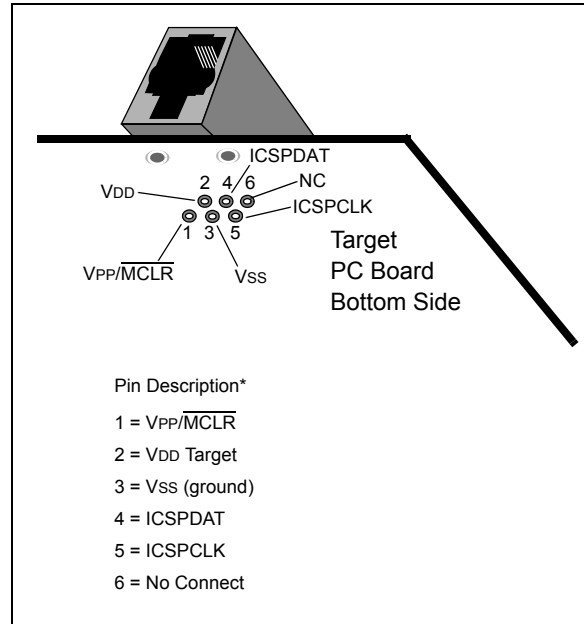 ICSPDAT
2 4 6 NC
VDD
ICSPCLK
1 3 5
Target
VPP/MCLR VSS
PC Board
Bottom Side
Pin Description*
1 = VPP/MCLR
2 = VDD Target
3 = VSS (ground)
4 = ICSPDAT
5 = ICSPCLK
6 = No Connect